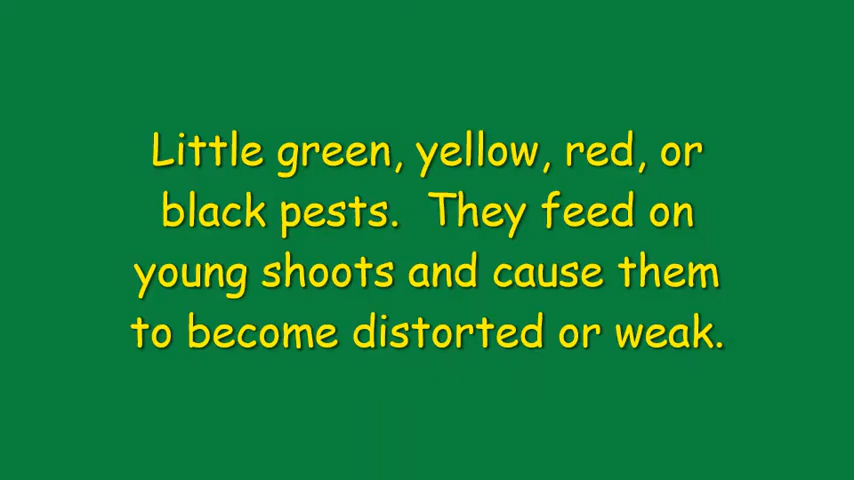 Little green, yellow, red, or
black pests.  They feed on
young shoots and cause them
to become distorted or weak.